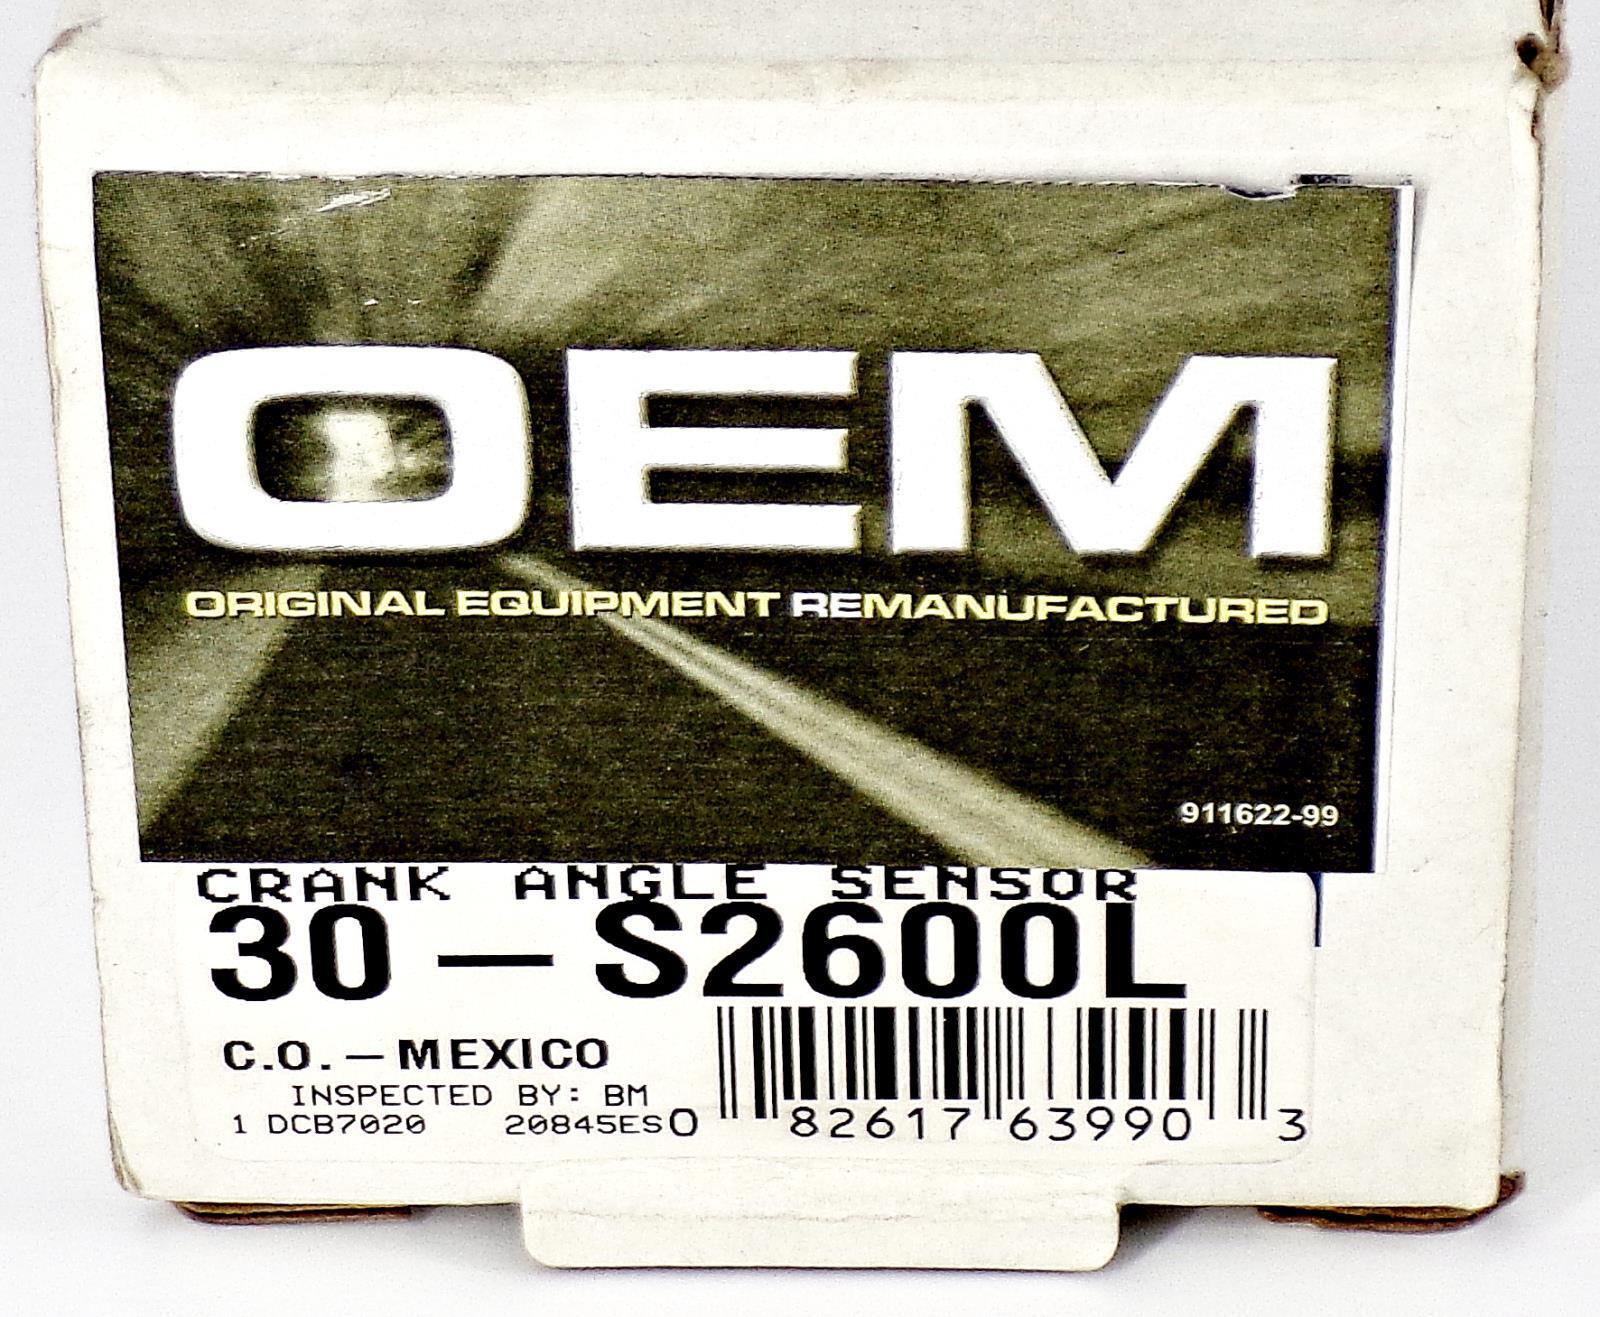 OEM
ORIGINAL EQUIPMENT REMANUFACTURED
911622-99
CRANK ANGLE SENSOR
30-S2600L
C.O.-MEXICO
INSPECTED BY: BM
1 DCB7020 20845ES
0 82617 63990 3